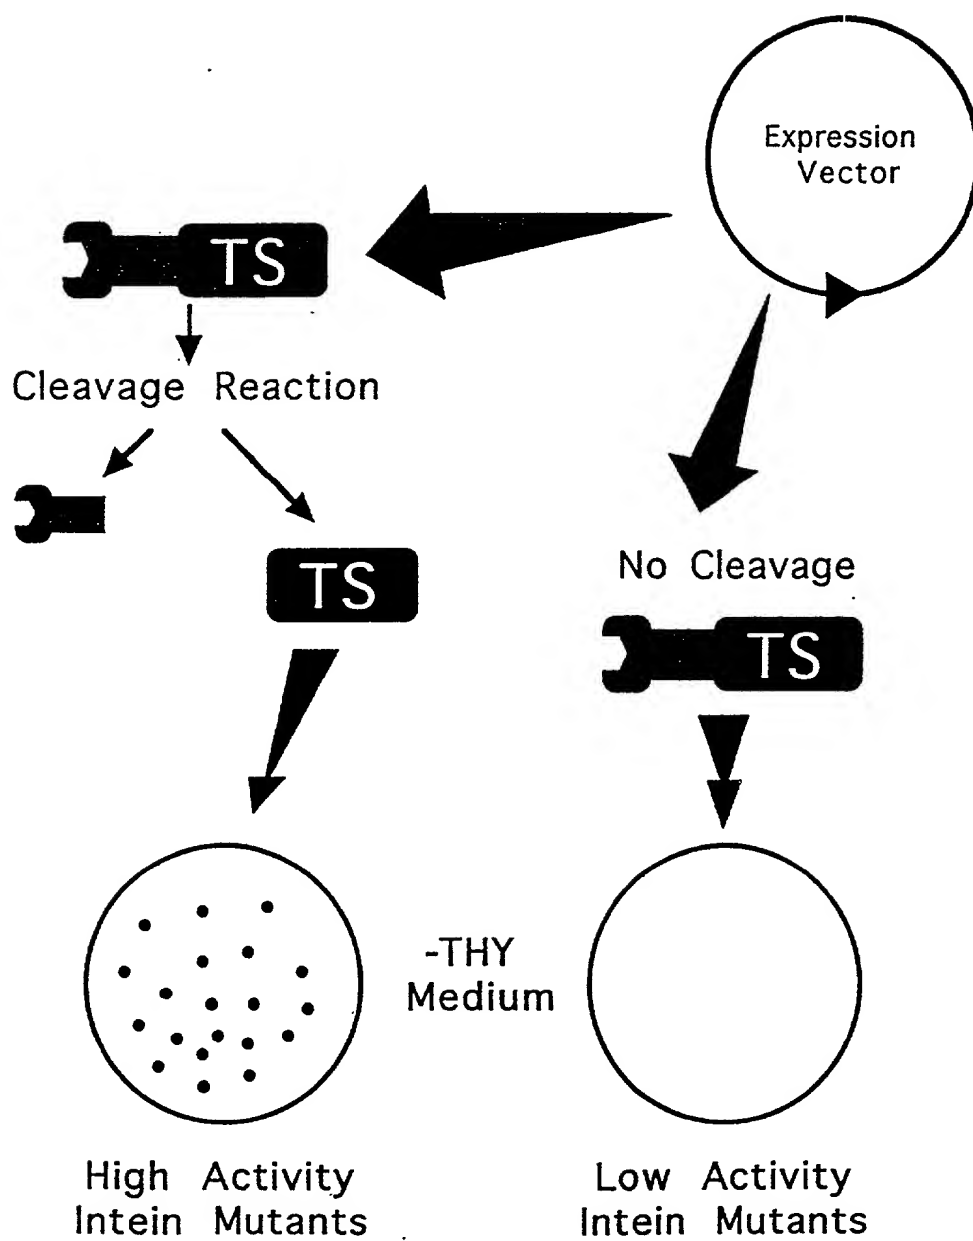 Expression
Vector
TS
Cleavage Reaction
TS
No Cleavage
TS
-THY
Medium
High Activity
Intein Mutants
Low Activity
Intein Mutants